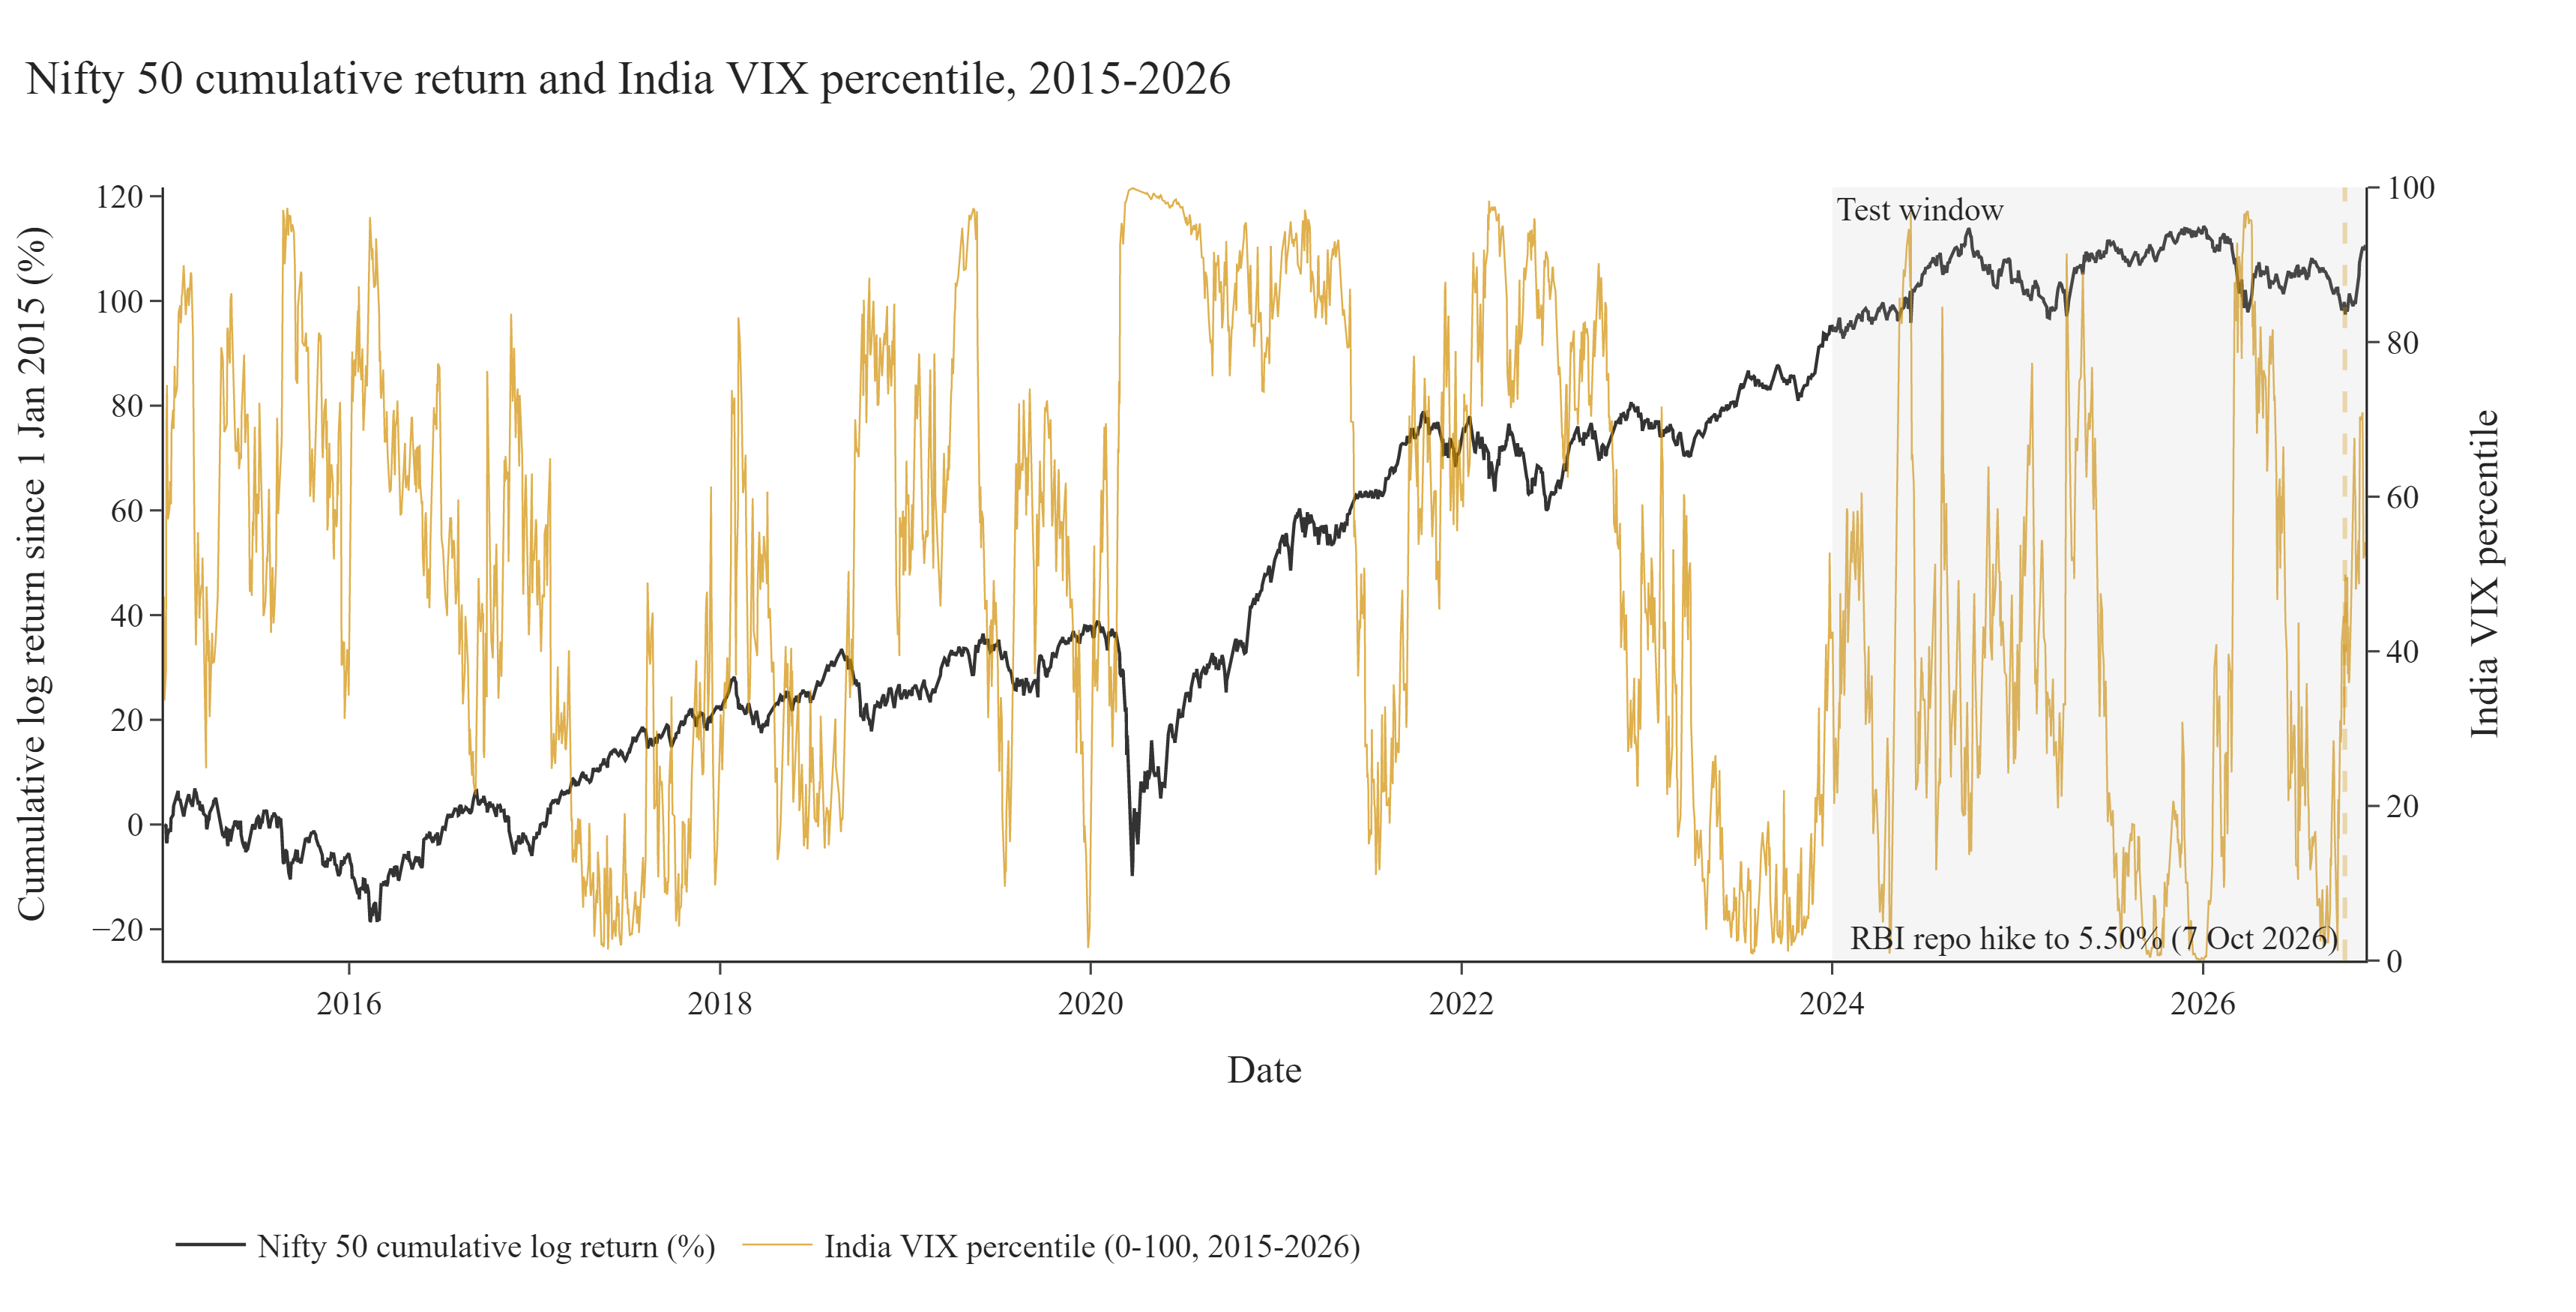 Nifty 50 cumulative return and India VIX percentile, 2015-2026
Cumulative log return since 1 Jan 2015 (%)
120
100
80
60
40
20
0
−20
Test window
RBI repo hike to 5.50% (7 Oct 2026)
100
80
60
40
20
0
India VIX percentile
2016
2018
2020
2022
2024
2026
Date
Nifty 50 cumulative log return (%)
India VIX percentile (0-100, 2015-2026)